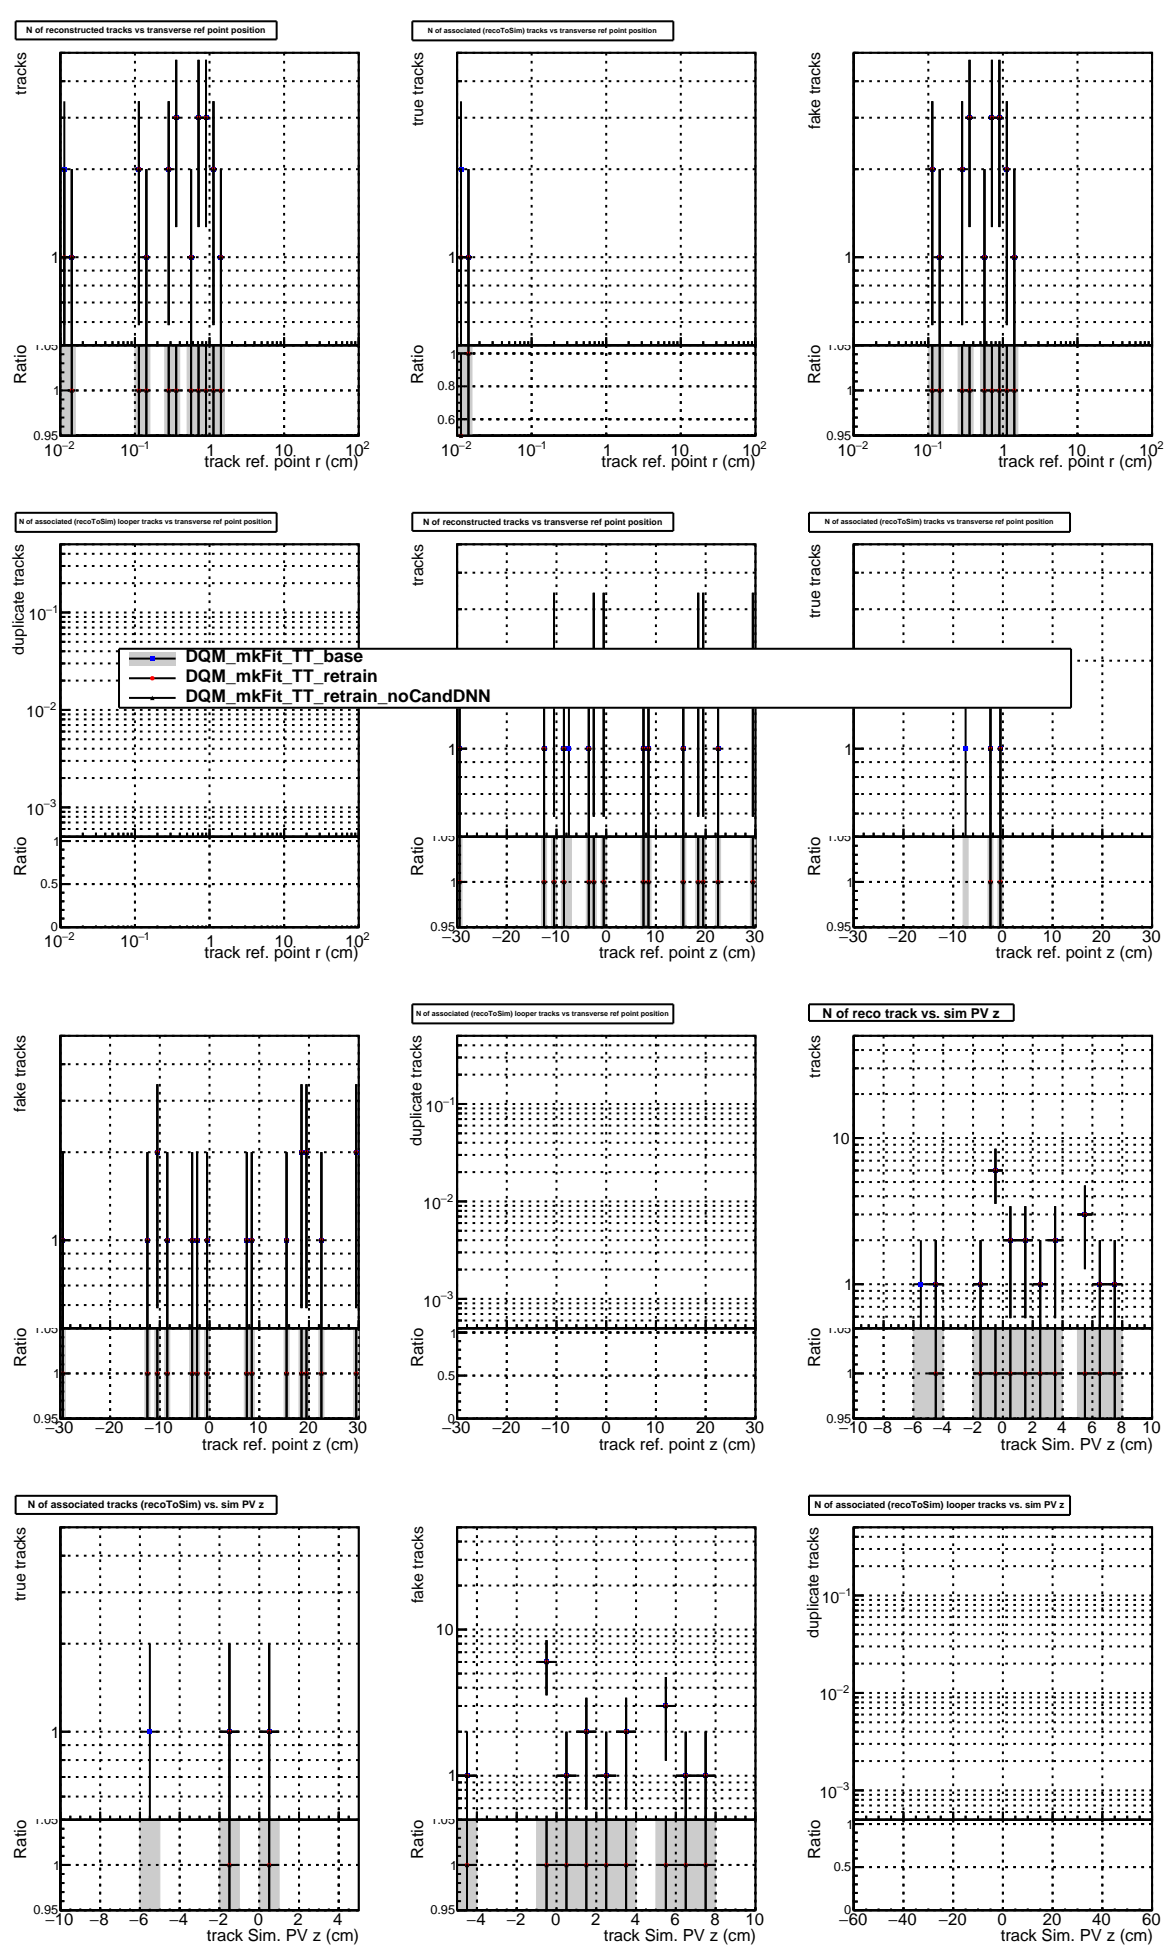 N of reconstructed tracks vs transverse ref point position
tracks
1
Ratio
1.05
1
0.95
10−2 10−1 1 10 102
track ref. point r (cm)
N of associated (recoToSim) tracks vs transverse ref point position
true tracks
Ratio
1
0.8
0.6
10−2 10−1 1 10 102
track ref. point r (cm)
fake tracks
1
Ratio
1.05
1
0.95
10−2 10−1 1 10 102
track ref. point r (cm)
N of associated (recoToSim) looper tracks vs transverse ref point position
duplicate tracks
10−1
10−2
10−3
Ratio
1
0.5
0
10−2 10−1 1 10 102
track ref. point r (cm)
N of reconstructed tracks vs transverse ref point position
tracks
1
Ratio
1.05
1
0.95
−30 −20 −10 0 10 20 30
track ref. point z (cm)
N of associated (recoToSim) tracks vs transverse ref point position
true tracks
1
Ratio
1.05
1
0.95
−30 −20 −10 0 10 20 30
track ref. point z (cm)
DQM_mkFit_TT_base
DQM_mkFit_TT_retrain
DQM_mkFit_TT_retrain_noCandDNN
fake tracks
1
Ratio
1.05
1
0.95
−30 −20 −10 0 10 20 30
track ref. point z (cm)
N of associated (recoToSim) looper tracks vs transverse ref point position
duplicate tracks
10−1
10−2
10−3
Ratio
1
0.5
0
−30 −20 −10 0 10 20 30
track ref. point z (cm)
N of reco track vs. sim PV z
tracks
10
1
Ratio
1.05
1
0.95
−10 −8 −6 −4 −2 0 2 4 6 8 10
track Sim. PV z (cm)
N of associated tracks (recoToSim) vs. sim PV z
true tracks
1
Ratio
1.05
1
0.95
−10 −8 −6 −4 −2 0 2 4
track Sim. PV z (cm)
fake tracks
10
1
Ratio
1.05
1
0.95
−4 −2 0 2 4 6 8 10
track Sim. PV z (cm)
N of associated (recoToSim) looper tracks vs. sim PV z
duplicate tracks
10−1
10−2
10−3
Ratio
1
0.5
0
−60 −40 −20 0 20 40 60
track Sim. PV z (cm)